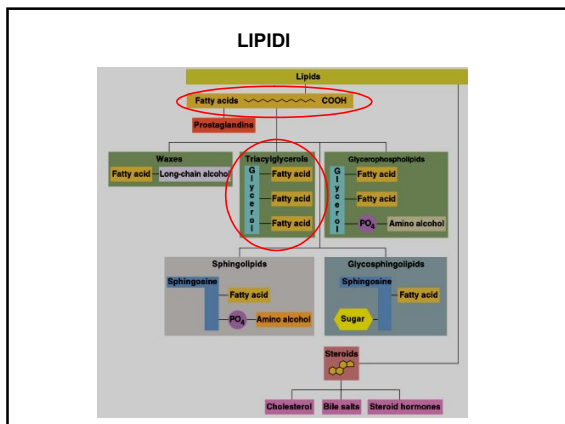 LIPIDI
Lipids
Fatty acids COOH
Prostaglandins
Waxes
Fatty acid Long-chain alcohol
Triacylglycerols
Glycerol
Fatty acid
Fatty acid
Fatty acid
Glycerophospholipids
Glycerol
Fatty acid
Fatty acid
PO4 Amino alcohol
Sphingolipids
Sphingosine
Fatty acid
PO4 Amino alcohol
Glycosphingolipids
Sphingosine
Fatty acid
Sugar
Steroids
Cholesterol Bile salts Steroid hormones